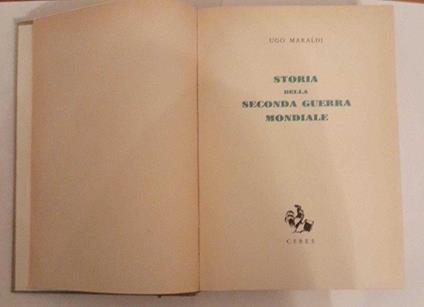 UGO MARALDI
STORIA
DELLA
SECONDA GUERRA
MONDIALE
CERES